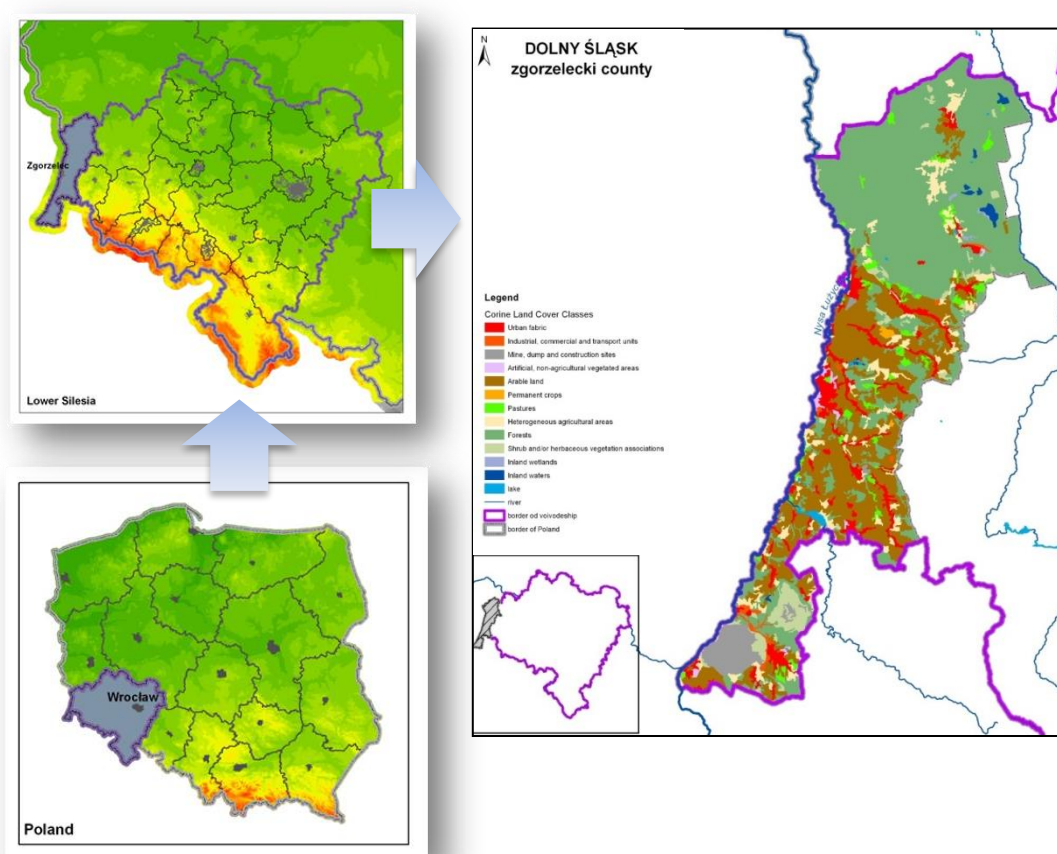 Zgorzelec
Lower Silesia
Wrocław
Poland
N
DOLNY ŚLĄSK
zgorzelecki county
Nysa Łużyc
Legend
Corine Land Cover Classes
Urban fabric
Industrial, commercial and transport units
Mine, dump and construction sites
Artificial, non-agricultural vegetated areas
Arable land
Permanent crops
Pastures
Heterogeneous agricultural areas
Forests
Shrub and/or herbaceous vegetation associations
Inland wetlands
Inland waters
lake
river
border od voivodeship
border of Poland